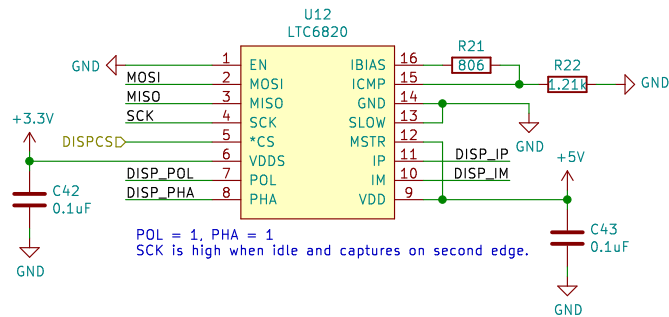 U12
LTC6820
GND
1
EN
IBIAS
16
R21
806
MOSI
2
MOSI
ICMP
15
R22
1.21k
GND
MISO
3
MISO
GND
14
SCK
4
SCK
SLOW
13
GND
+3.3V
DISPCS
5
*CS
MSTR
12
6
VDDS
IP
11
DISP_IP
+5V
DISP_POL
7
POL
IM
10
DISP_IM
DISP_PHA
8
PHA
VDD
9
C42
0.1uF
GND
C43
0.1uF
GND
POL = 1, PHA = 1
SCK is high when idle and captures on second edge.